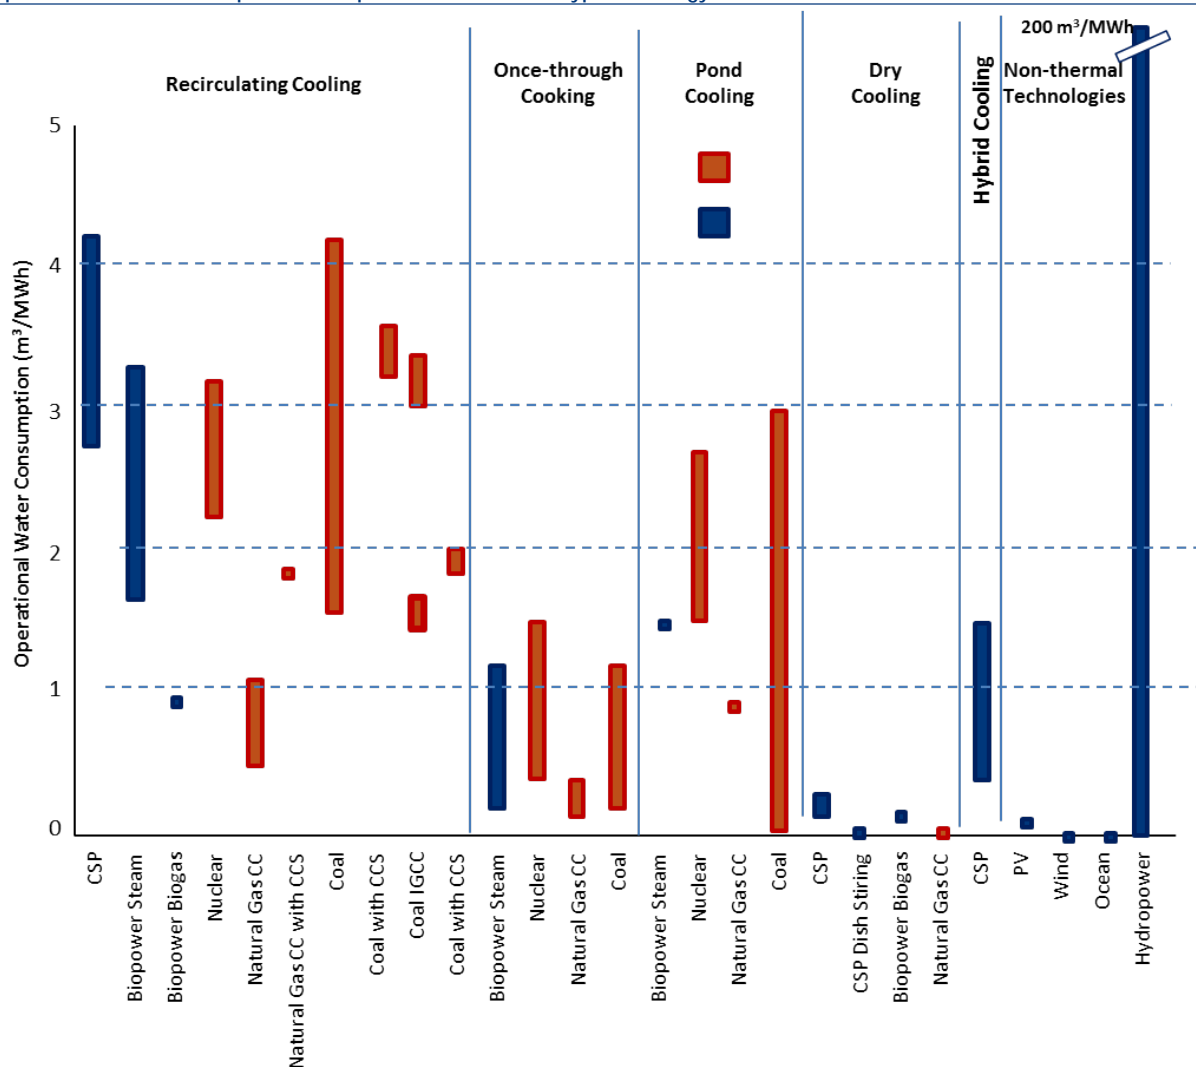 200 m³/MWh
Recirculating Cooling
Once-through
Cooking
Pond
Cooling
Dry
Cooling
Hybrid Cooling
Non-thermal
Technologies
Operational Water Consumption (m³/MWh)
5
4
3
2
1
0
CSP
Biopower Steam
Biopower Biogas
Nuclear
Natural Gas CC
Natural Gas CC with CCS
Coal
Coal with CCS
Coal IGCC
Coal with CCS
Biopower Steam
Nuclear
Natural Gas CC
Coal
Biopower Steam
Nuclear
Natural Gas CC
Coal
CSP
CSP Dish Stiring
Biopower Biogas
Natural Gas CC
CSP
PV
Wind
Ocean
Hydropower